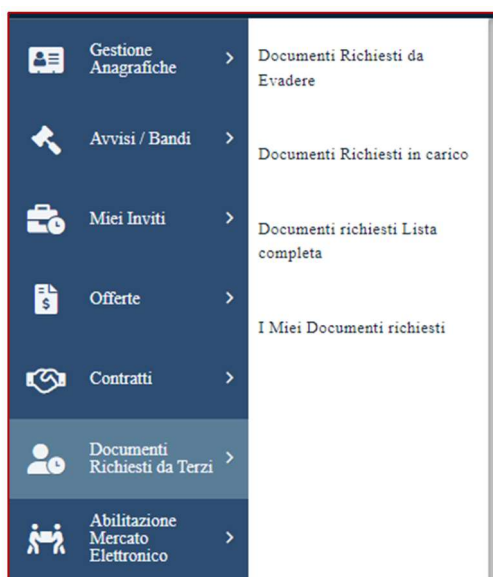 Gestione
Anagrafiche
Avvisi / Bandi
Miei Inviti
Offerte
Contratti
Documenti
Richiesti da Terzi
Abilitazione
Mercato
Elettronico
Documenti Richiesti da
Evadere
Documenti Richiesti in carico
Documenti richiesti Lista
completa
I Miei Documenti richiesti